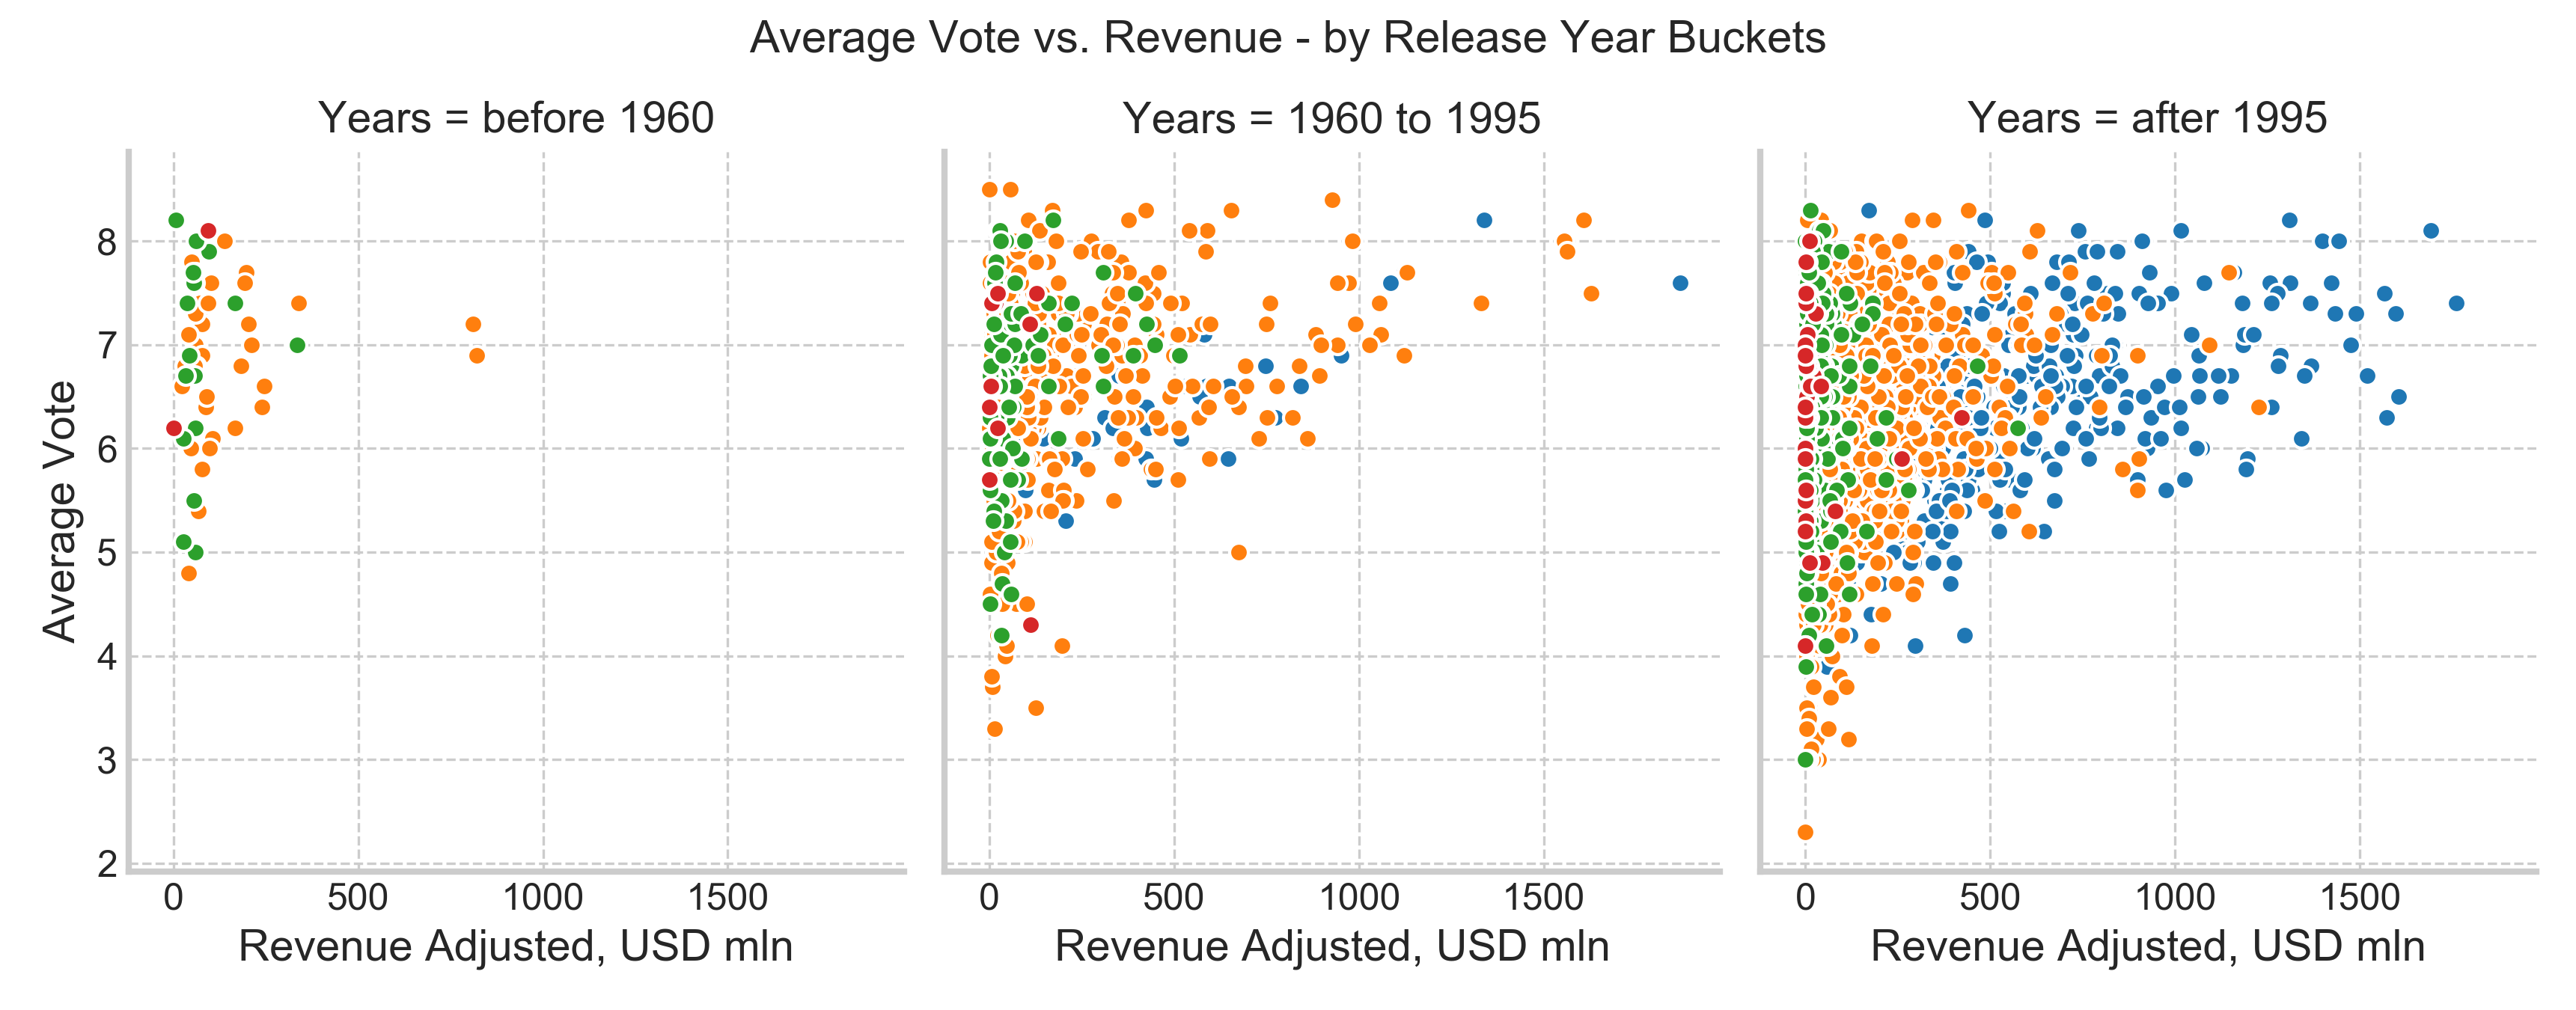 Average Vote vs. Revenue - by Release Year Buckets
Years = before 1960
Years = 1960 to 1995
Years = after 1995
Average Vote
8
7
6
5
4
3
2
0 500 1000 1500
0 500 1000 1500
0 500 1000 1500
Revenue Adjusted, USD mln
Revenue Adjusted, USD mln
Revenue Adjusted, USD mln